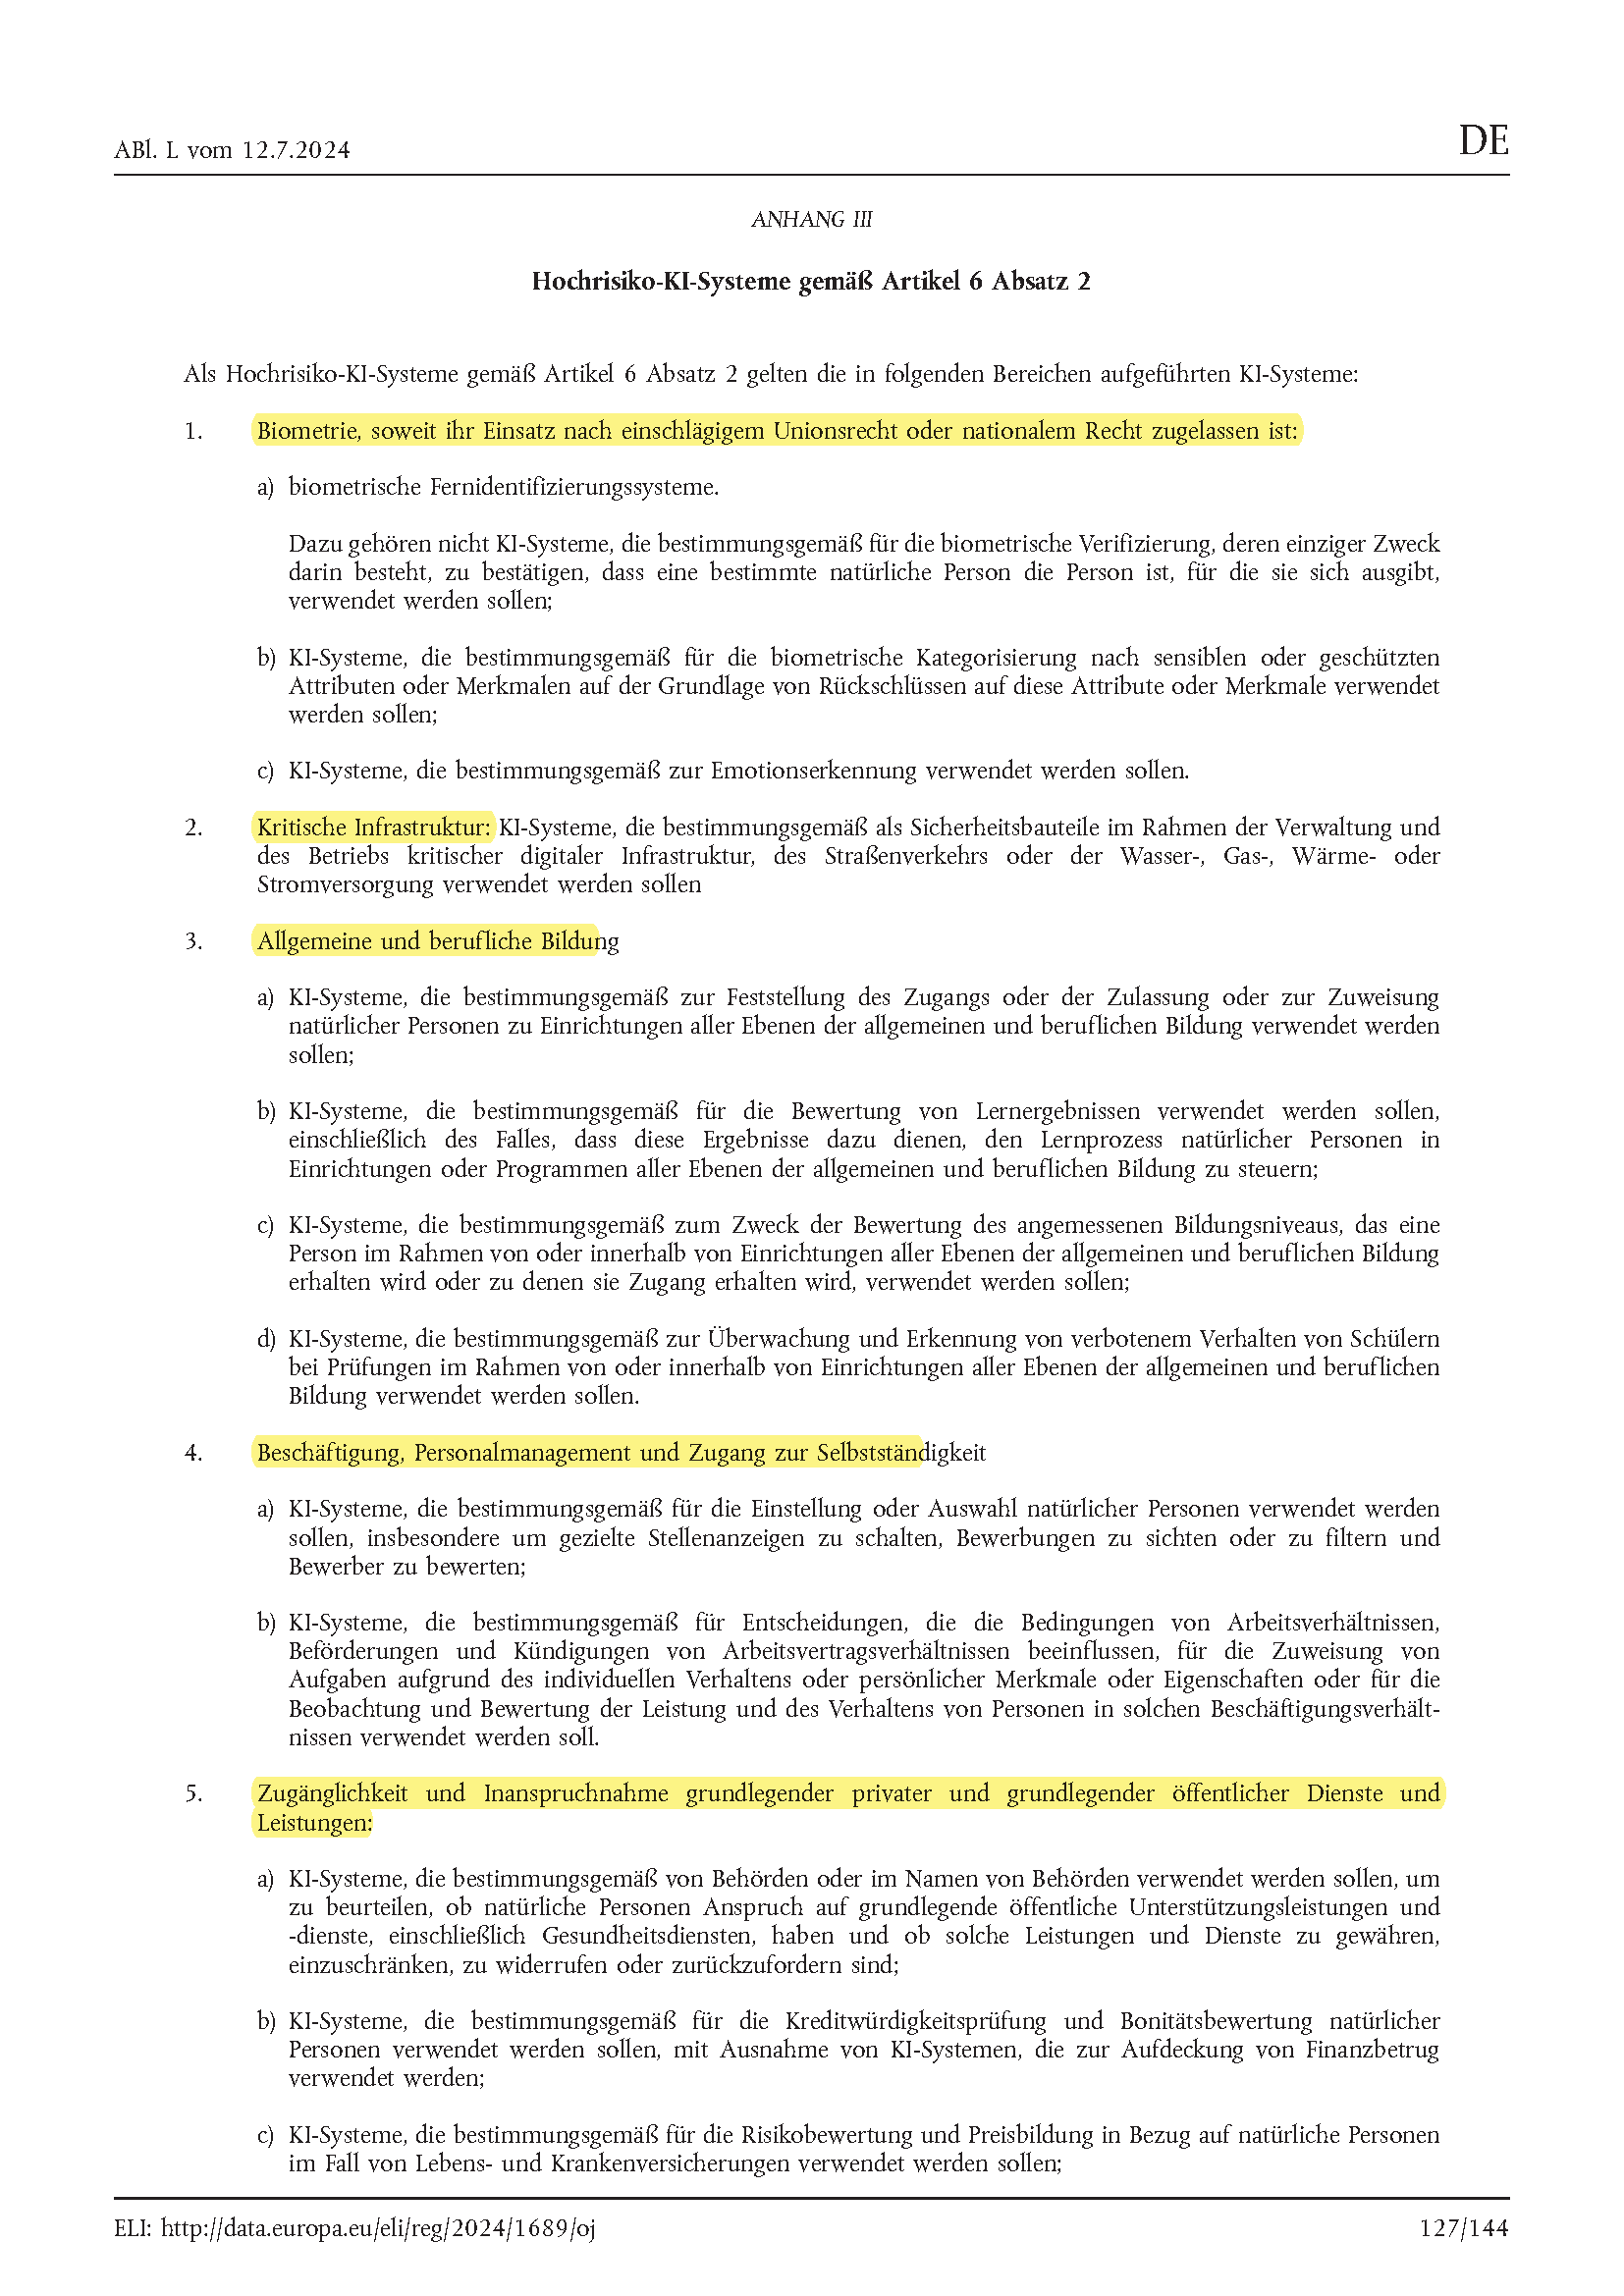 ABl. L vom 12.7.2024
DE
ANHANG III
Hochrisiko-KI-Systeme gemäß Artikel 6 Absatz 2
Als Hochrisiko-KI-Systeme gemäß Artikel 6 Absatz 2 gelten die in folgenden Bereichen aufgeführten KI-Systeme:
1. Biometrie, soweit ihr Einsatz nach einschlägigem Unionsrecht oder nationalem Recht zugelassen ist:
a) biometrische Fernidentifizierungssysteme.
Dazu gehören nicht KI-Systeme, die bestimmungsgemäß für die biometrische Verifizierung, deren einziger Zweck
darin besteht, zu bestätigen, dass eine bestimmte natürliche Person die Person ist, für die sie sich ausgibt,
verwendet werden sollen;
b) KI-Systeme, die bestimmungsgemäß für die biometrische Kategorisierung nach sensiblen oder geschützten
Attributen oder Merkmalen auf der Grundlage von Rückschlüssen auf diese Attribute oder Merkmale verwendet
werden sollen;
c) KI-Systeme, die bestimmungsgemäß zur Emotionserkennung verwendet werden sollen.
2. Kritische Infrastruktur: KI-Systeme, die bestimmungsgemäß als Sicherheitsbauteile im Rahmen der Verwaltung und
des Betriebs kritischer digitaler Infrastruktur, des Straßenverkehrs oder der Wasser-, Gas-, Wärme- oder
Stromversorgung verwendet werden sollen
3. Allgemeine und berufliche Bildung
a) KI-Systeme, die bestimmungsgemäß zur Feststellung des Zugangs oder der Zulassung oder zur Zuweisung
natürlicher Personen zu Einrichtungen aller Ebenen der allgemeinen und beruflichen Bildung verwendet werden
sollen;
b) KI-Systeme, die bestimmungsgemäß für die Bewertung von Lernergebnissen verwendet werden sollen,
einschließlich des Falles, dass diese Ergebnisse dazu dienen, den Lernprozess natürlicher Personen in
Einrichtungen oder Programmen aller Ebenen der allgemeinen und beruflichen Bildung zu steuern;
c) KI-Systeme, die bestimmungsgemäß zum Zweck der Bewertung des angemessenen Bildungsniveaus, das eine
Person im Rahmen von oder innerhalb von Einrichtungen aller Ebenen der allgemeinen und beruflichen Bildung
erhalten wird oder zu denen sie Zugang erhalten wird, verwendet werden sollen;
d) KI-Systeme, die bestimmungsgemäß zur Überwachung und Erkennung von verbotenem Verhalten von Schülern
bei Prüfungen im Rahmen von oder innerhalb von Einrichtungen aller Ebenen der allgemeinen und beruflichen
Bildung verwendet werden sollen.
4. Beschäftigung, Personalmanagement und Zugang zur Selbstständigkeit
a) KI-Systeme, die bestimmungsgemäß für die Einstellung oder Auswahl natürlicher Personen verwendet werden
sollen, insbesondere um gezielte Stellenanzeigen zu schalten, Bewerbungen zu sichten oder zu filtern und
Bewerber zu bewerten;
b) KI-Systeme, die bestimmungsgemäß für Entscheidungen, die die Bedingungen von Arbeitsverhältnissen,
Beförderungen und Kündigungen von Arbeitsvertragsverhältnissen beeinflussen, für die Zuweisung von
Aufgaben aufgrund des individuellen Verhaltens oder persönlicher Merkmale oder Eigenschaften oder für die
Beobachtung und Bewertung der Leistung und des Verhaltens von Personen in solchen Beschäftigungsverhält-
nissen verwendet werden soll.
5. Zugänglichkeit und Inanspruchnahme grundlegender privater und grundlegender öffentlicher Dienste und
Leistungen:
a) KI-Systeme, die bestimmungsgemäß von Behörden oder im Namen von Behörden verwendet werden sollen, um
zu beurteilen, ob natürliche Personen Anspruch auf grundlegende öffentliche Unterstützungsleistungen und
-dienste, einschließlich Gesundheitsdiensten, haben und ob solche Leistungen und Dienste zu gewähren,
einzuschränken, zu widerrufen oder zurückzufordern sind;
b) KI-Systeme, die bestimmungsgemäß für die Kreditwürdigkeitsprüfung und Bonitätsbewertung natürlicher
Personen verwendet werden sollen, mit Ausnahme von KI-Systemen, die zur Aufdeckung von Finanzbetrug
verwendet werden;
c) KI-Systeme, die bestimmungsgemäß für die Risikobewertung und Preisbildung in Bezug auf natürliche Personen
im Fall von Lebens- und Krankenversicherungen verwendet werden sollen;
ELI: http://data.europa.eu/eli/reg/2024/1689/oj
127/144